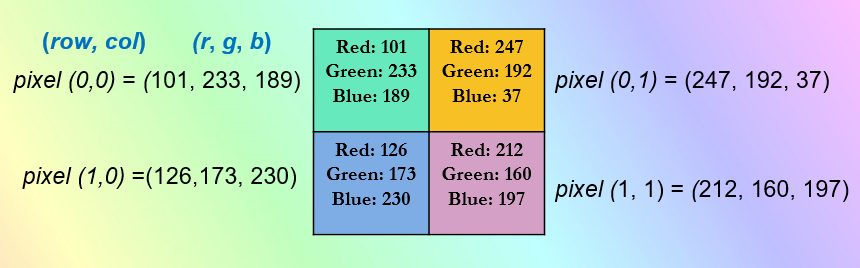 (row, col) (r, g, b)
pixel (0,0) = (101, 233, 189)
pixel (1,0) =(126,173, 230)
Red: 101
Green: 233
Blue: 189
Red: 247
Green: 192
Blue: 37
Red: 126
Green: 173
Blue: 230
Red: 212
Green: 160
Blue: 197
pixel (0,1) = (247, 192, 37)
pixel (1, 1) = (212, 160, 197)